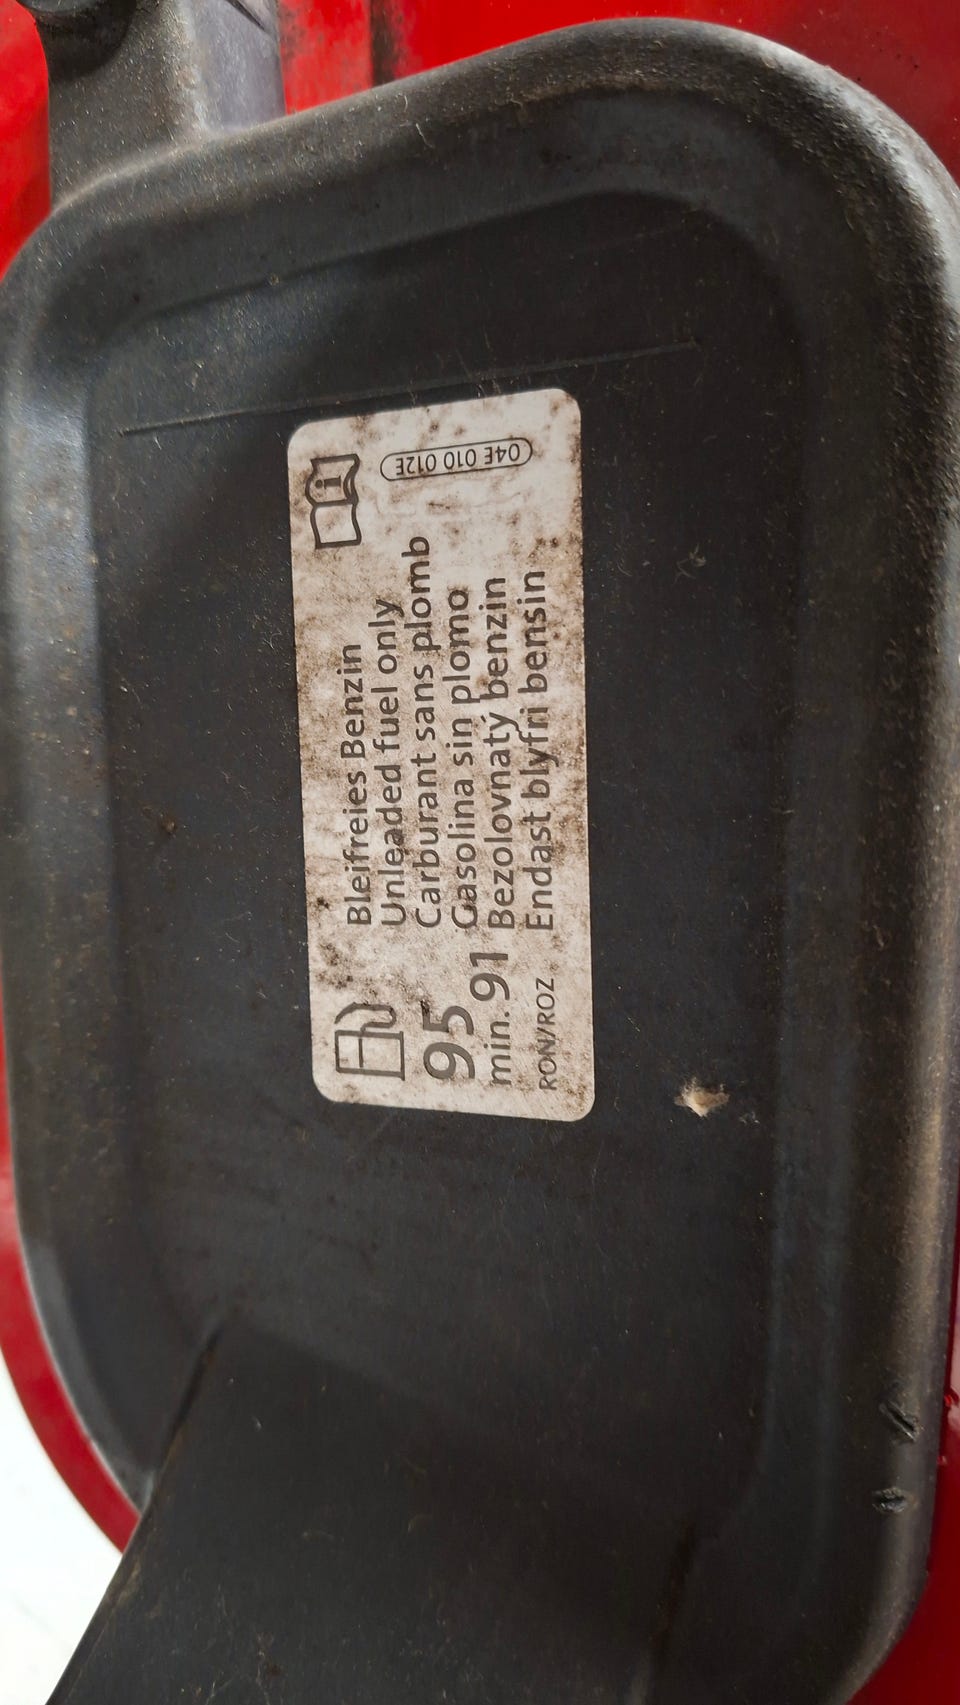 95
min. 91
RON/ROZ
Bleifreies Benzin
Unleaded fuel only
Carburant sans plomb
Gasolina sin plomo
Bezolovnatý benzin
Endast blyfri bensin
i
04E 010 012E